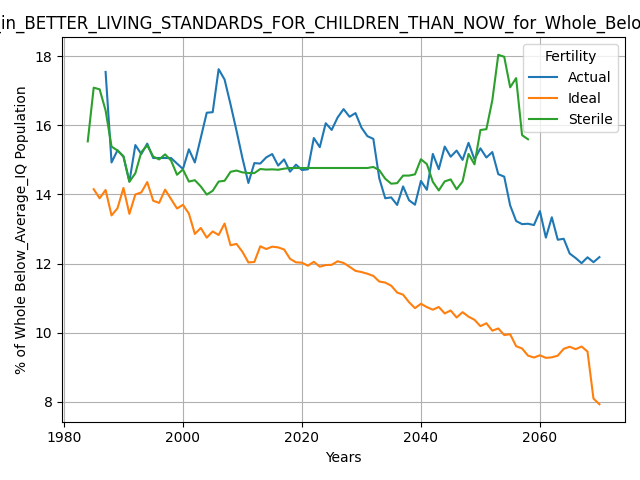 _in_BETTER_LIVING_STANDARDS_FOR_CHILDREN_THAN_NOW_for_Whole_Belo
Fertility
Actual
Ideal
Sterile
% of Whole Below_Average_IQ Population
18
16
14
12
10
8
1980 2000 2020 2040 2060
Years